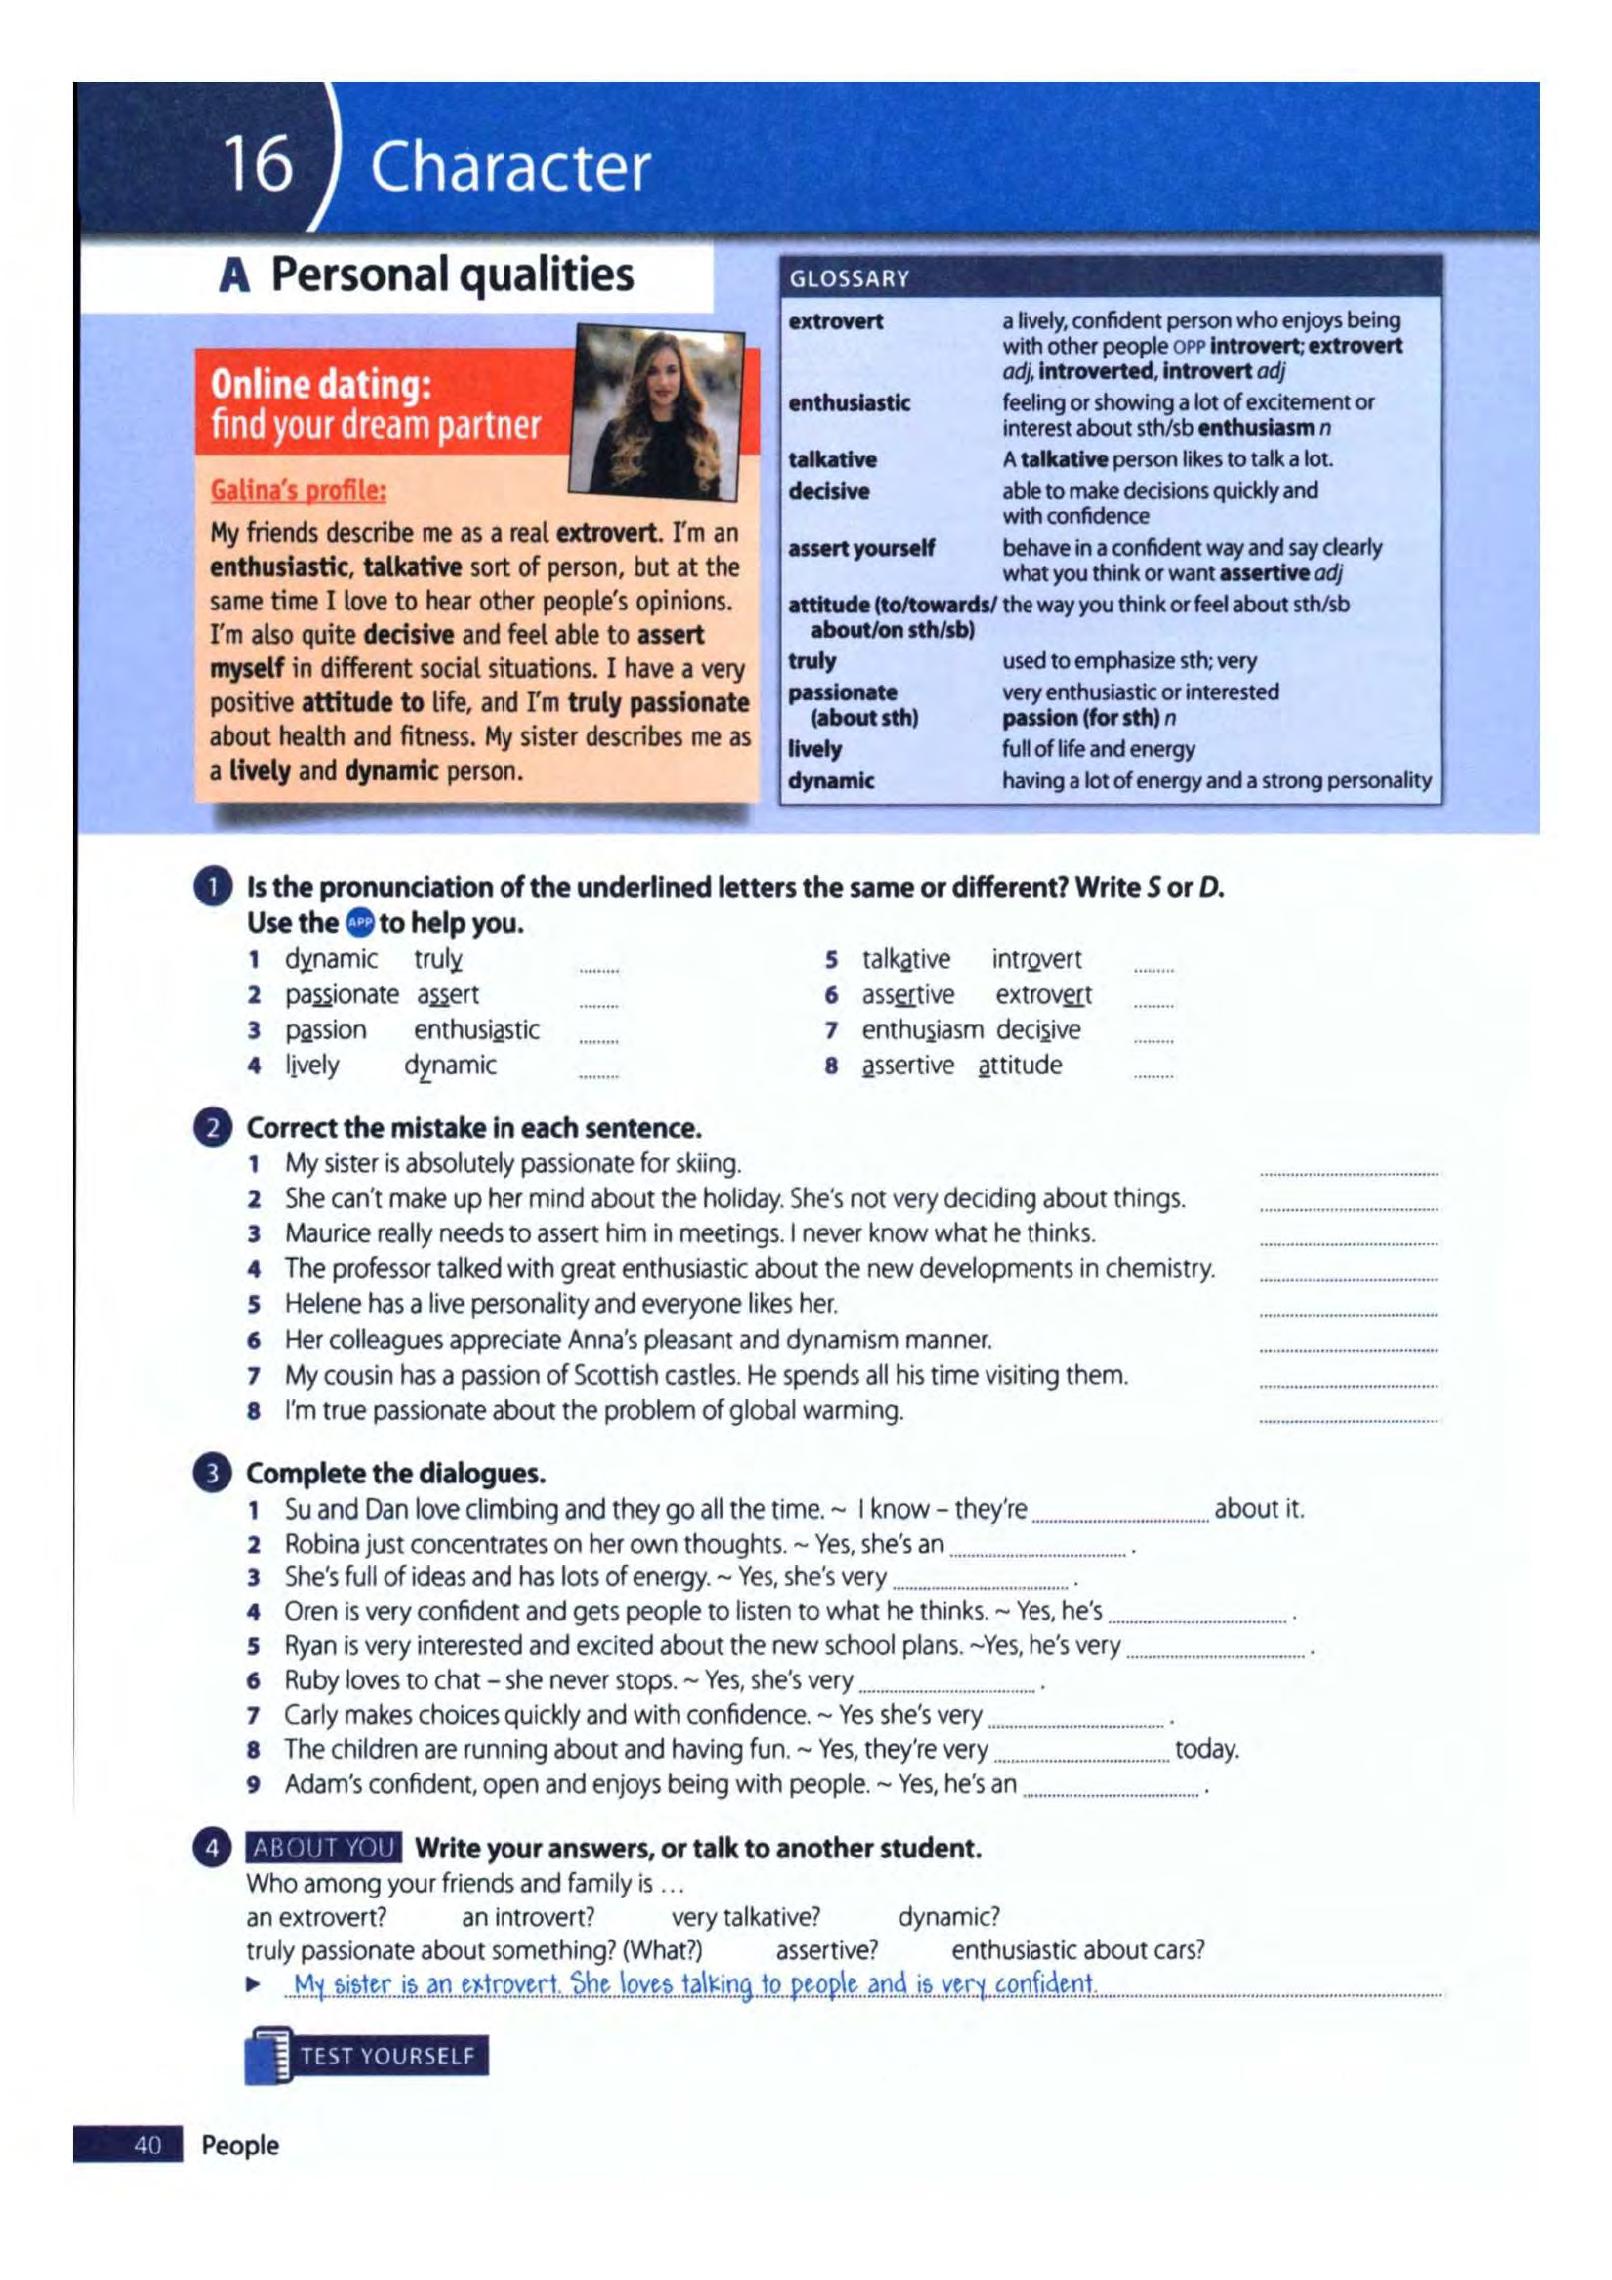 16 Character
A Personal qualities
Online dating:
find your dream partner
Galina's profile:
My friends describe me as a real extrovert. I'm an
enthusiastic, talkative sort of person, but at the
same time I love to hear other people's opinions.
I'm also quite decisive and feel able to assert
myself in different social situations. I have a very
positive attitude to life, and I'm truly passionate
about health and fitness. My sister describes me as
a lively and dynamic person.
GLOSSARY
extrovert a lively, confident person who enjoys being
with other people OPP introvert; extrovert
adj, introverted, introvert adj
enthusiastic feeling or showing a lot of excitement or
interest about sth/sb enthusiasm n
talkative A talkative person likes to talk a lot.
decisive able to make decisions quickly and
with confidence
assert yourself behave in a confident way and say clearly
what you think or want assertive adj
attitude (to/towards/ the way you think or feel about sth/sb
about/on sth/sb)
truly used to emphasize sth; very
passionate very enthusiastic or interested
(about sth) passion (for sth) n
lively full of life and energy
dynamic having a lot of energy and a strong personality
1 Is the pronunciation of the underlined letters the same or different? Write S or D.
Use the APP to help you.
1 dynamic truly ........
2 passionate assert ........
3 passion enthusiastic ........
4 lively dynamic ........
5 talkative introvert ........
6 assertive extrovert ........
7 enthusiasm decisive ........
8 assertive attitude ........
2 Correct the mistake in each sentence.
1 My sister is absolutely passionate for skiing. ........
2 She can't make up her mind about the holiday. She's not very deciding about things. ........
3 Maurice really needs to assert him in meetings. I never know what he thinks. ........
4 The professor talked with great enthusiastic about the new developments in chemistry. ........
5 Helene has a live personality and everyone likes her. ........
6 Her colleagues appreciate Anna's pleasant and dynamism manner. ........
7 My cousin has a passion of Scottish castles. He spends all his time visiting them. ........
8 I'm true passionate about the problem of global warming. ........
3 Complete the dialogues.
1 Su and Dan love climbing and they go all the time. ~ I know – they're ........ about it.
2 Robina just concentrates on her own thoughts. ~ Yes, she's an ........ .
3 She's full of ideas and has lots of energy. ~ Yes, she's very ........ .
4 Oren is very confident and gets people to listen to what he thinks. ~ Yes, he's ........ .
5 Ryan is very interested and excited about the new school plans. ~Yes, he's very ........ .
6 Ruby loves to chat – she never stops. ~ Yes, she's very ........ .
7 Carly makes choices quickly and with confidence. ~ Yes she's very ........ .
8 The children are running about and having fun. ~ Yes, they're very ........ today.
9 Adam's confident, open and enjoys being with people. ~ Yes, he's an ........ .
4 ABOUT YOU Write your answers, or talk to another student.
Who among your friends and family is ...
an extrovert? an introvert? very talkative? dynamic?
truly passionate about something? (What?) assertive? enthusiastic about cars?
► My sister is an extrovert. She loves talking to people and is very confident.
TEST YOURSELF
40 People